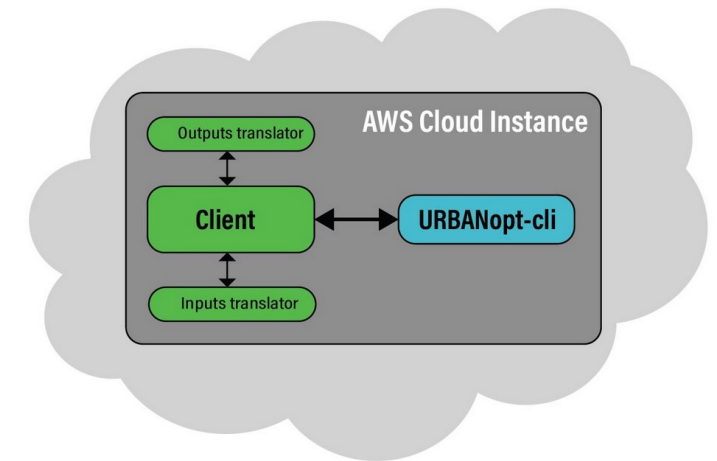 AWS Cloud Instance
Outputs translator
Client
URBANopt-cli
Inputs translator